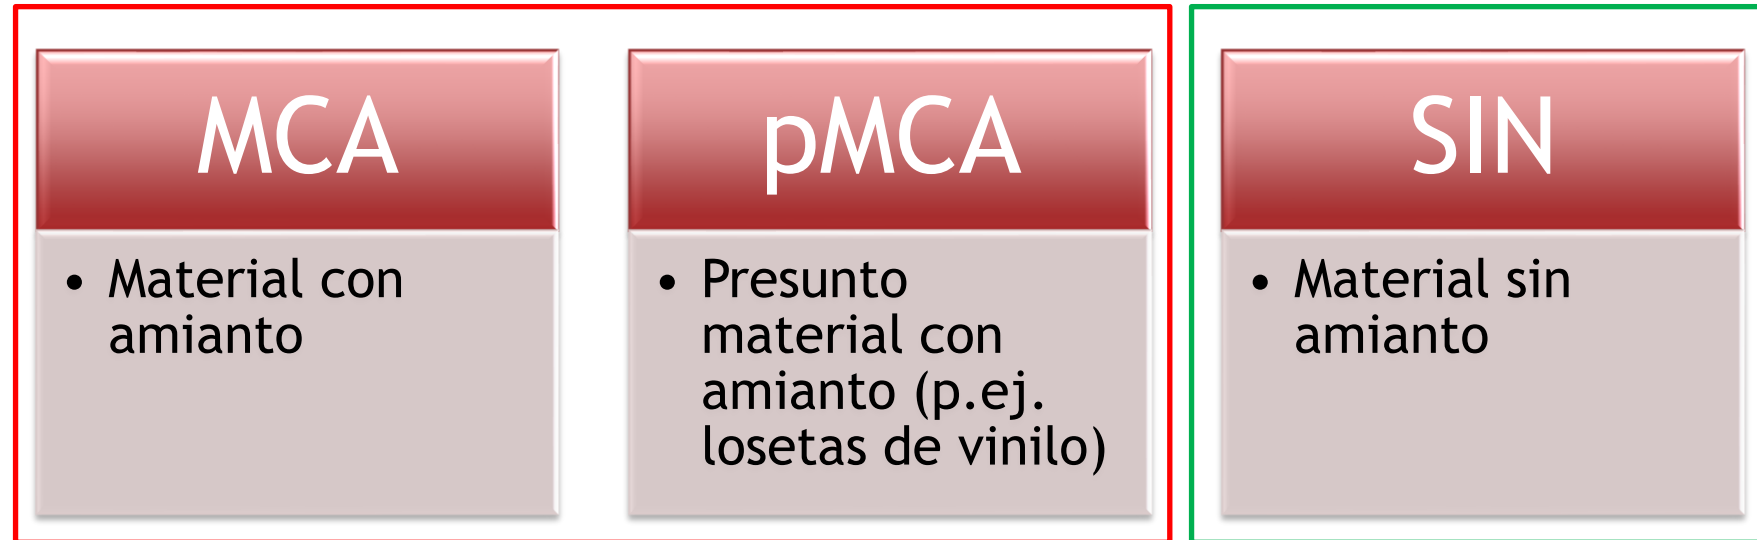 MCA
• Material con
amianto
pMCA
• Presunto
material con
amianto (p.ej.
losetas de vinilo)
SIN
• Material sin
amianto